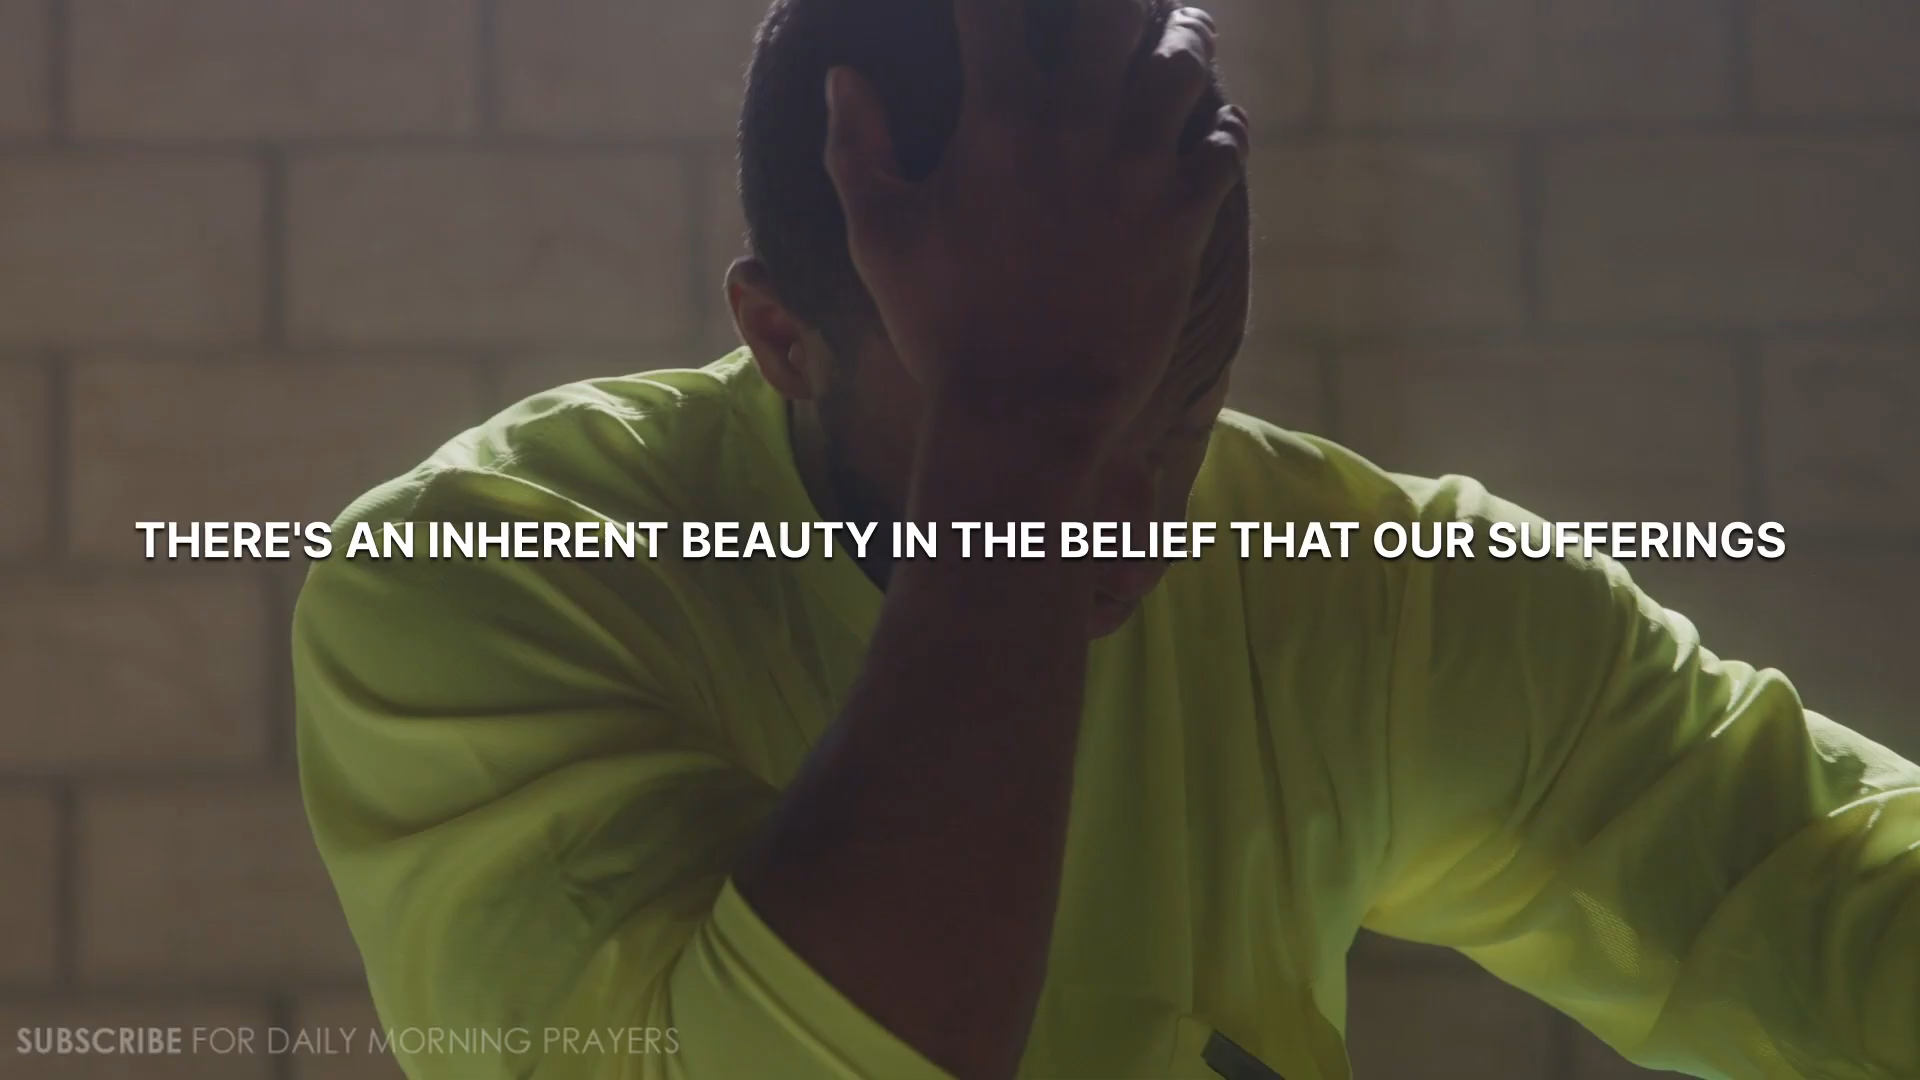 THERE'S AN INHERENT BEAUTY IN THE BELIEF THAT OUR SUFFERINGS
SUBSCRIBE FOR DAILY MORNING PRAYERS